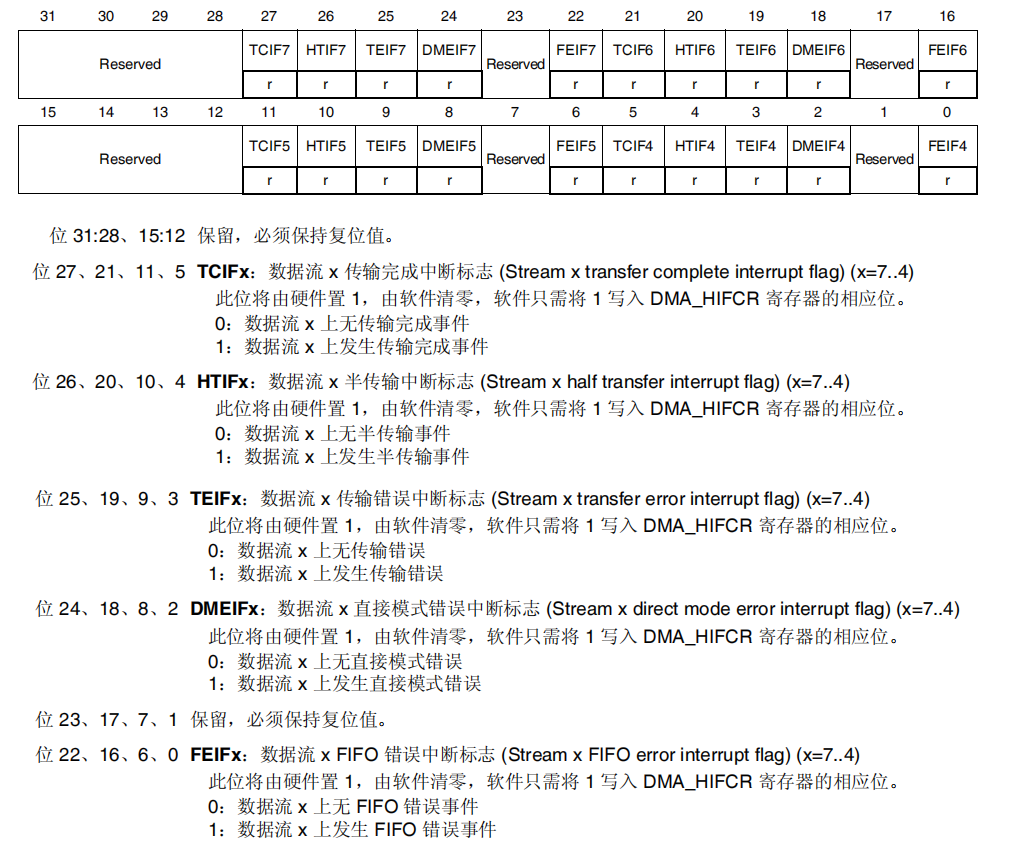 31 30 29 28 27 26 25 24 23 22 21 20 19 18 17 16
Reserved TCIF7 HTIF7 TEIF7 DMEIF7 Reserved FEIF7 TCIF6 HTIF6 TEIF6 DMEIF6 Reserved FEIF6
r r r r r r r r r r
15 14 13 12 11 10 9 8 7 6 5 4 3 2 1 0
Reserved TCIF5 HTIF5 TEIF5 DMEIF5 Reserved FEIF5 TCIF4 HTIF4 TEIF4 DMEIF4 Reserved FEIF4
r r r r r r r r r r
位 31:28、15:12 保留，必须保持复位值。
位 27、21、11、5 TCIFx：数据流 x 传输完成中断标志 (Stream x transfer complete interrupt flag) (x=7..4)
此位将由硬件置 1，由软件清零，软件只需将 1 写入 DMA_HIFCR 寄存器的相应位。
0：数据流 x 上无传输完成事件
1：数据流 x 上发生传输完成事件
位 26、20、10、4 HTIFx：数据流 x 半传输中断标志 (Stream x half transfer interrupt flag) (x=7..4)
此位将由硬件置 1，由软件清零，软件只需将 1 写入 DMA_HIFCR 寄存器的相应位。
0：数据流 x 上无半传输事件
1：数据流 x 上发生半传输事件
位 25、19、9、3 TEIFx：数据流 x 传输错误中断标志 (Stream x transfer error interrupt flag) (x=7..4)
此位将由硬件置 1，由软件清零，软件只需将 1 写入 DMA_HIFCR 寄存器的相应位。
0：数据流 x 上无传输错误
1：数据流 x 上发生传输错误
位 24、18、8、2 DMEIFx：数据流 x 直接模式错误中断标志 (Stream x direct mode error interrupt flag) (x=7..4)
此位将由硬件置 1，由软件清零，软件只需将 1 写入 DMA_HIFCR 寄存器的相应位。
0：数据流 x 上无直接模式错误
1：数据流 x 上发生直接模式错误
位 23、17、7、1 保留，必须保持复位值。
位 22、16、6、0 FEIFx：数据流 x FIFO 错误中断标志 (Stream x FIFO error interrupt flag) (x=7..4)
此位将由硬件置 1，由软件清零，软件只需将 1 写入 DMA_HIFCR 寄存器的相应位。
0：数据流 x 上无 FIFO 错误事件
1：数据流 x 上发生 FIFO 错误事件